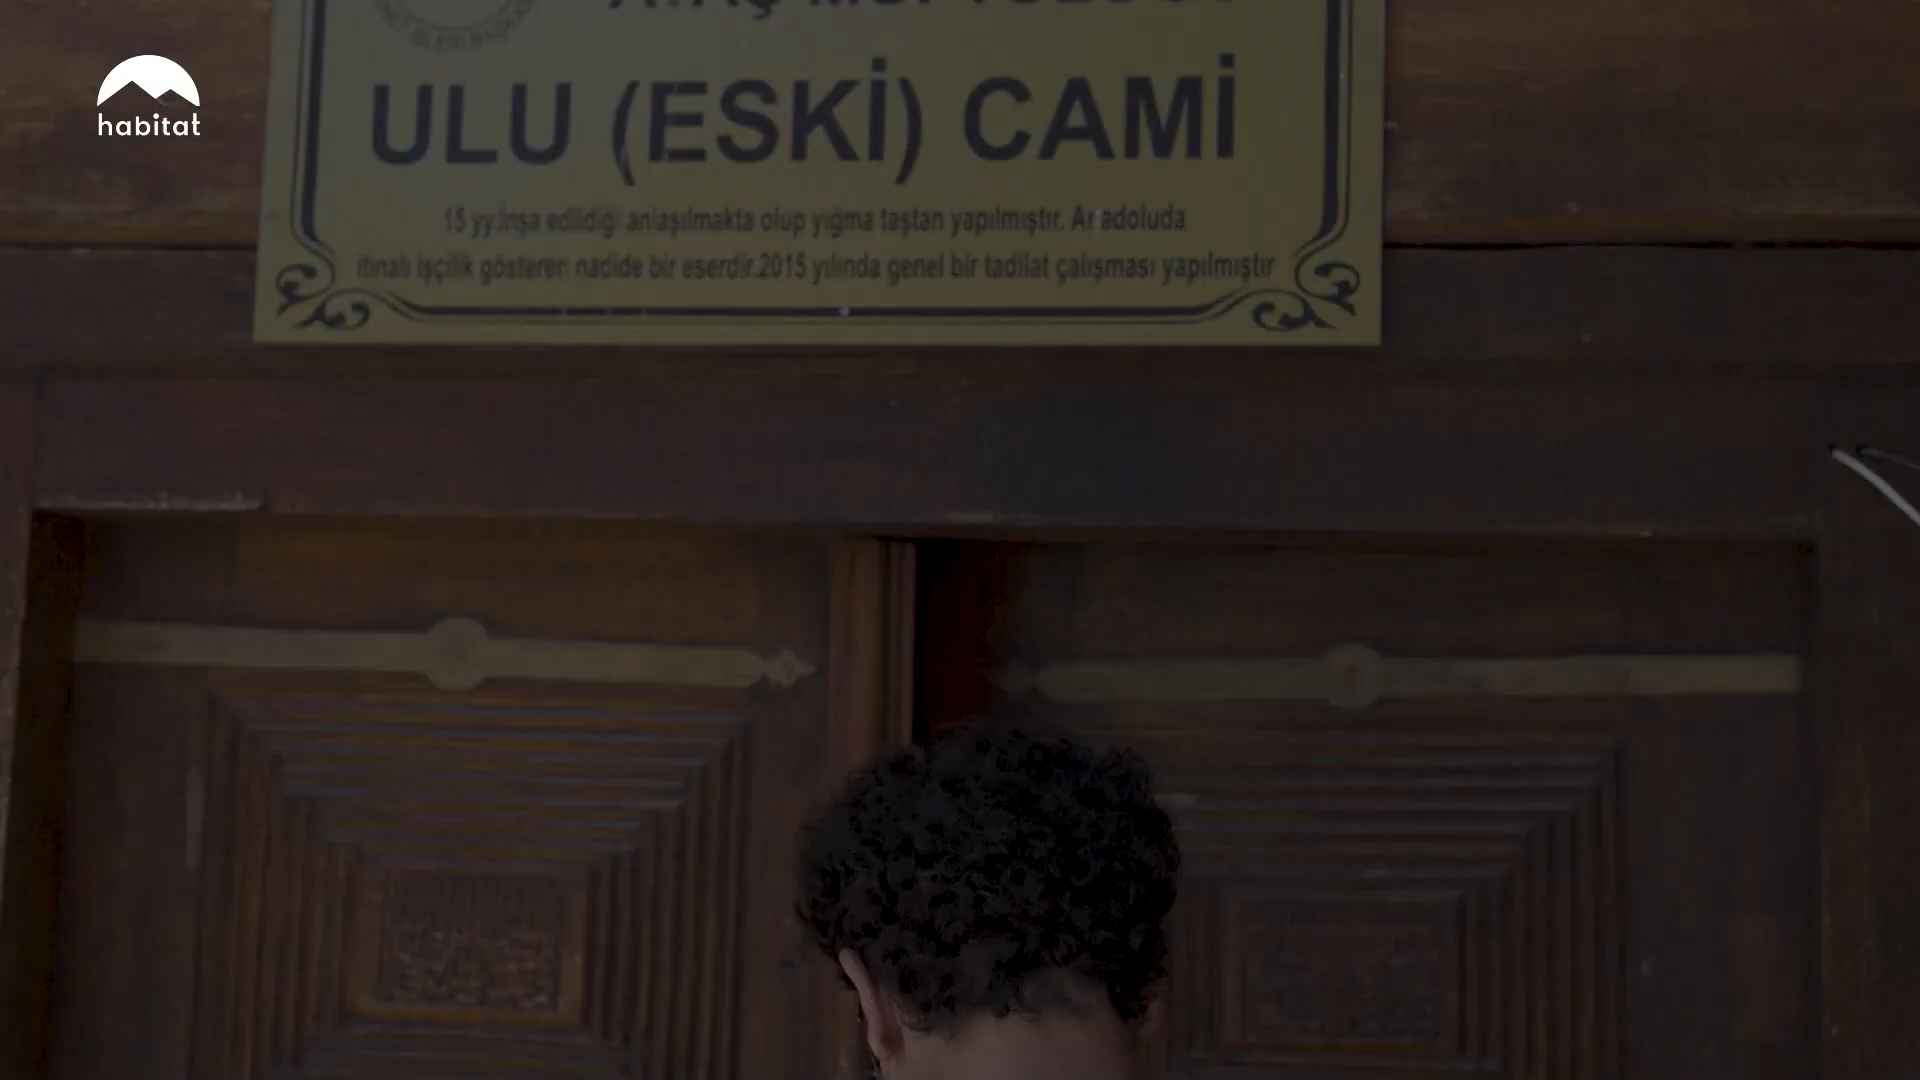 habitat
ULU (ESKİ) CAMİ
15 yy.İnşa edildiği anlaşılmakta olup yığma taştan yapılmıştır. Anadoluda
itinalı işçilik gösteren nadide bir eserdir.2015 yılında genel bir tadilat çalışması yapılmıştır